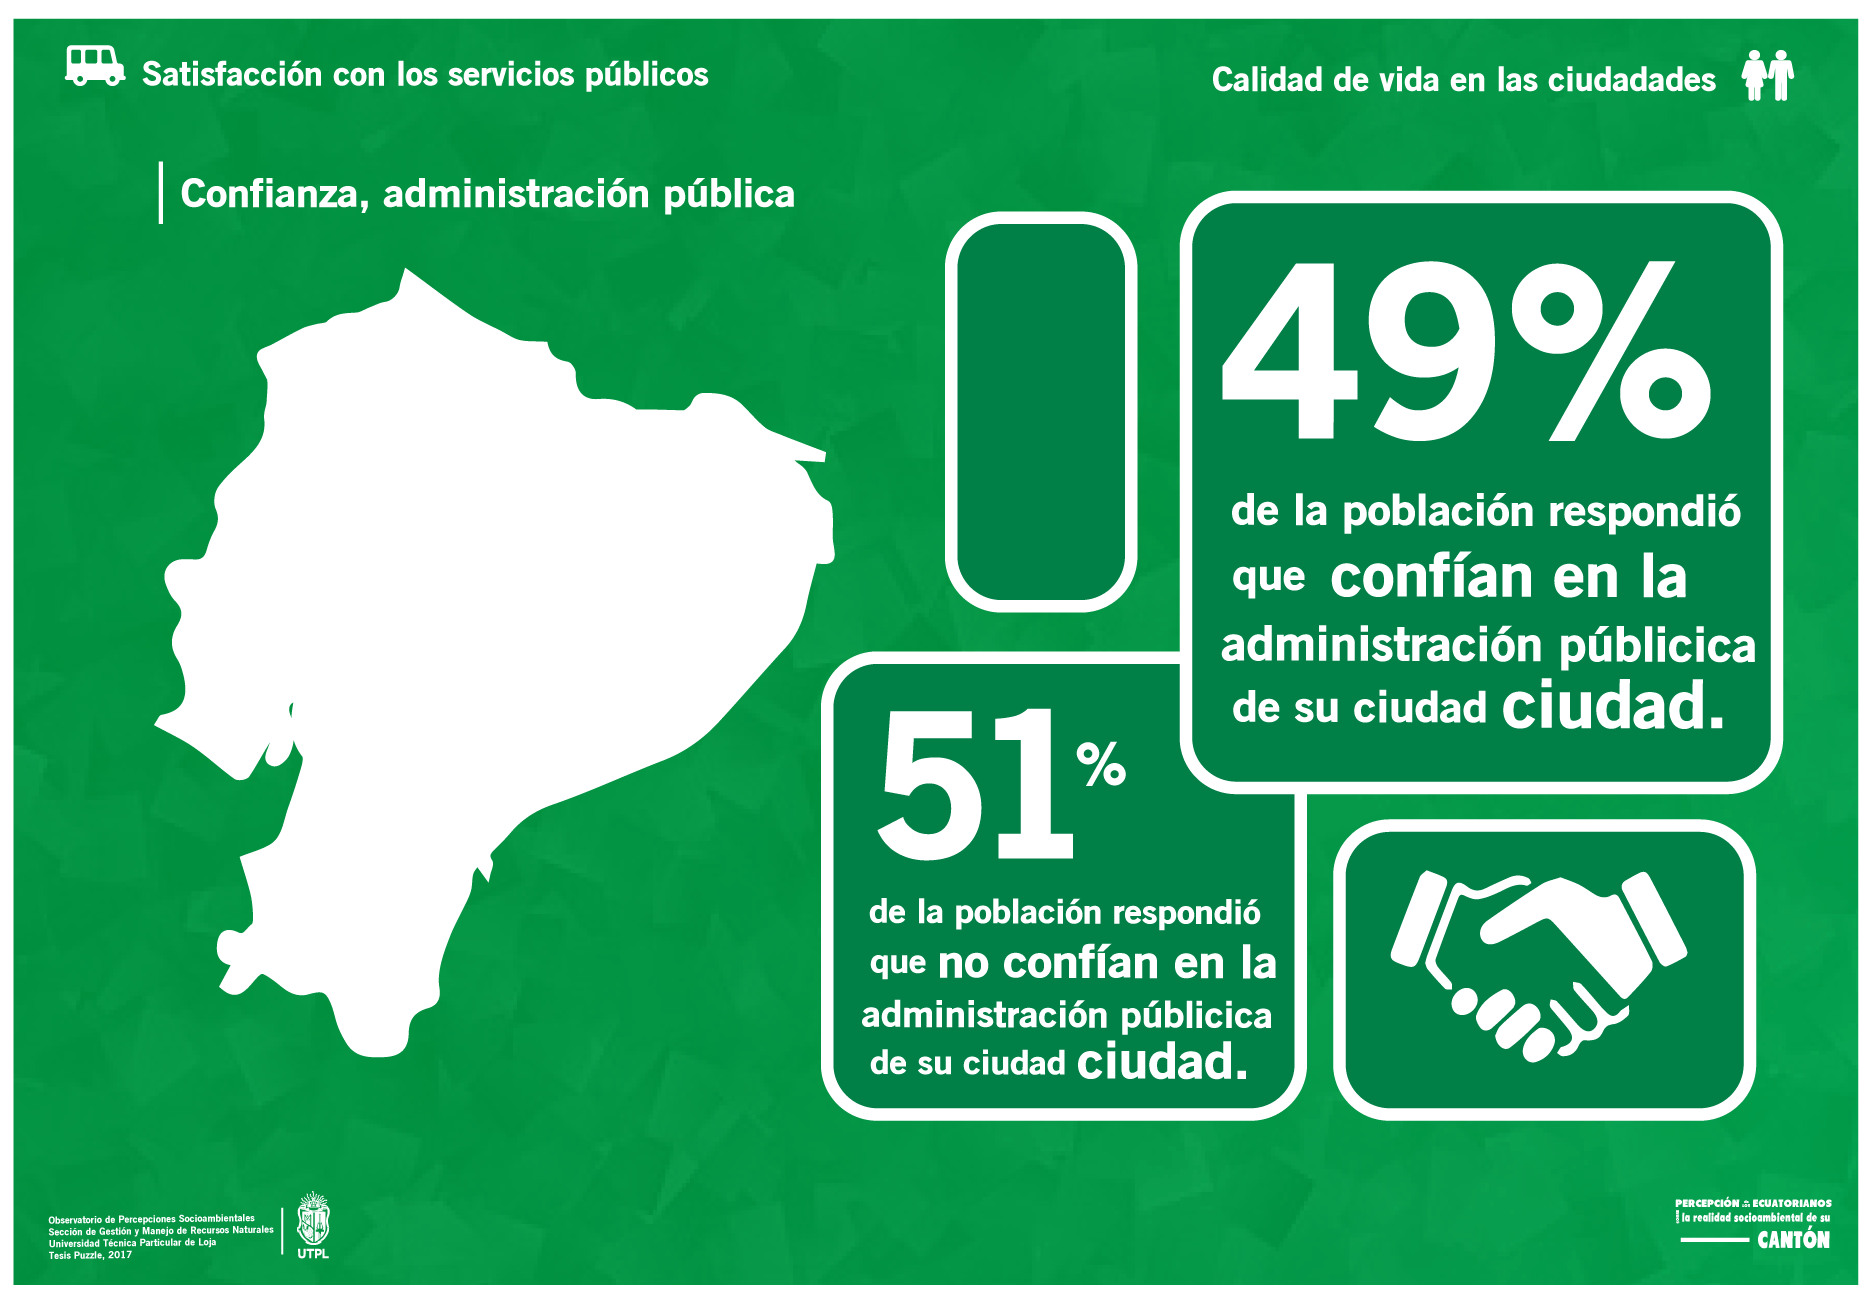 Satisfacción con los servicios públicos
Calidad de vida en las ciudadades
Confianza, administración pública
49%
de la población respondió
que confían en la
administración públicica
de su ciudad ciudad.
51%
de la población respondió
que no confían en la
administración públicica
de su ciudad ciudad.
Observatorio de Percepciones Socioambientales
Sección de Gestión y Manejo de Recursos Naturales
Universidad Técnica Particular de Loja
Tesis Puzzle, 2017
UTPL
PERCEPCIÓN DE LOS ECUATORIANOS
la realidad socioambiental de su
CANTÓN